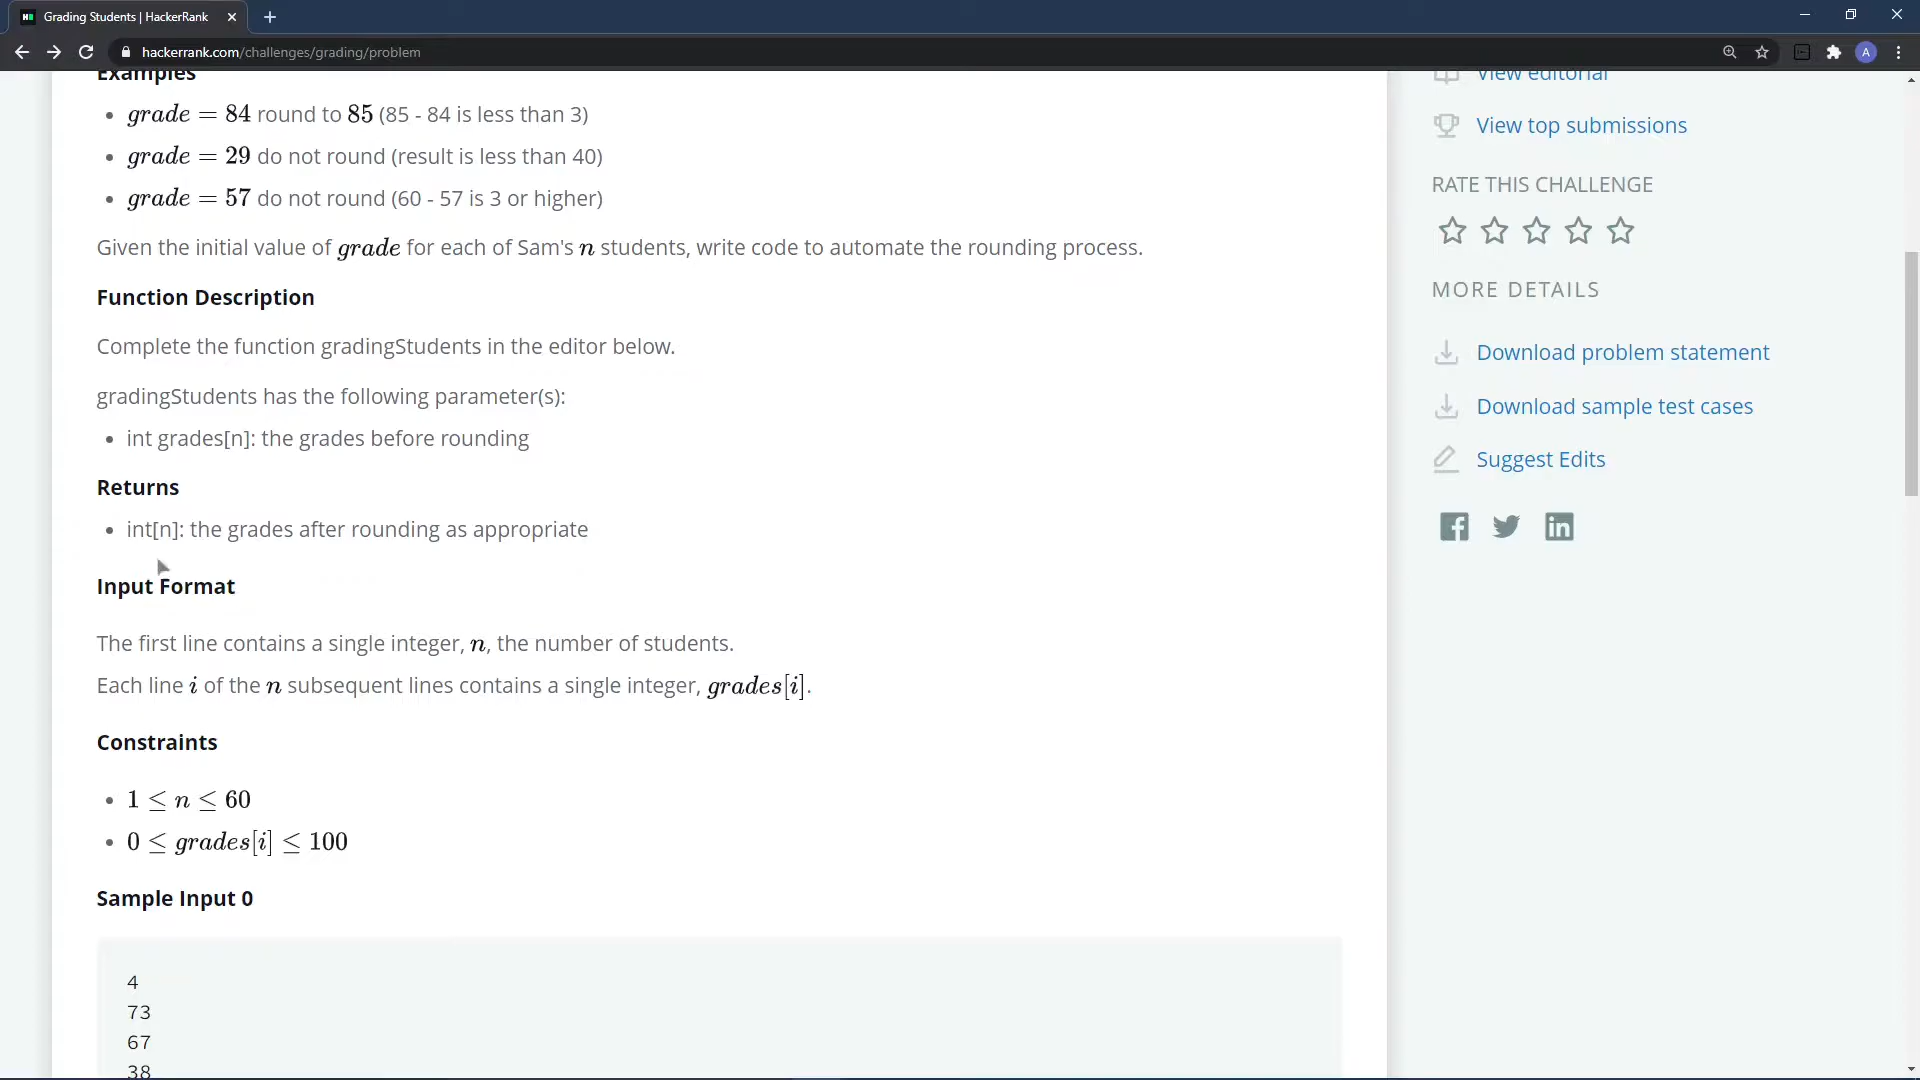 Grading Students | HackerRank
hackerrank.com/challenges/grading/problem
A
Examples
grade = 84 round to 85 (85 - 84 is less than 3)
grade = 29 do not round (result is less than 40)
grade = 57 do not round (60 - 57 is 3 or higher)
Given the initial value of grade for each of Sam's n students, write code to automate the rounding process.
Function Description
Complete the function gradingStudents in the editor below.
gradingStudents has the following parameter(s):
int grades[n]: the grades before rounding
Returns
int[n]: the grades after rounding as appropriate
Input Format
The first line contains a single integer, n, the number of students.
Each line i of the n subsequent lines contains a single integer, grades[i].
Constraints
1 ≤ n ≤ 60
0 ≤ grades[i] ≤ 100
Sample Input 0
4
73
67
38
View editorial
View top submissions
RATE THIS CHALLENGE
MORE DETAILS
Download problem statement
Download sample test cases
Suggest Edits